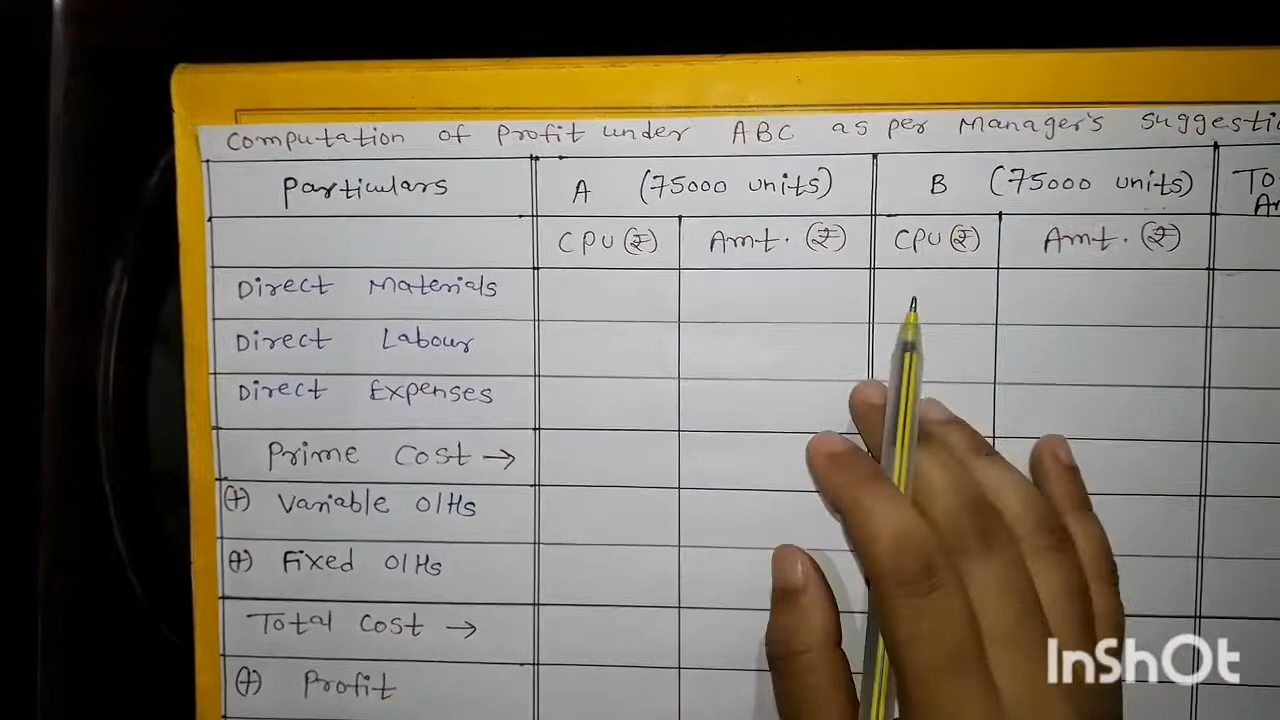 Computation of Profit under ABC as per Manager's
Particulars A (75000 units) B (75000 units)
CPU (₹) Amt. (₹) CPU (₹) Amt. (₹)
Direct Materials
Direct Labour
Direct Expenses
Prime Cost →
(+) Variable O/Hs
(+) Fixed O/Hs
Total Cost →
(+) Profit
InShOt